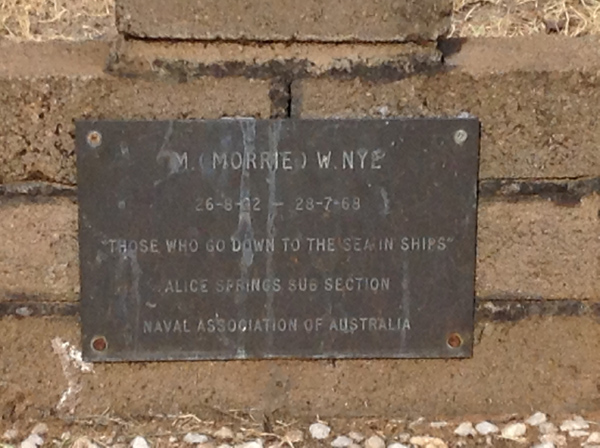 M. (MORRIE) W. NYE
26-8- - 28-7-68
"THOSE WHO GO DOWN TO THE SEA IN SHIPS"
ALICE SPRINGS SUB SECTION
NAVAL ASSOCIATION OF AUSTRALIA